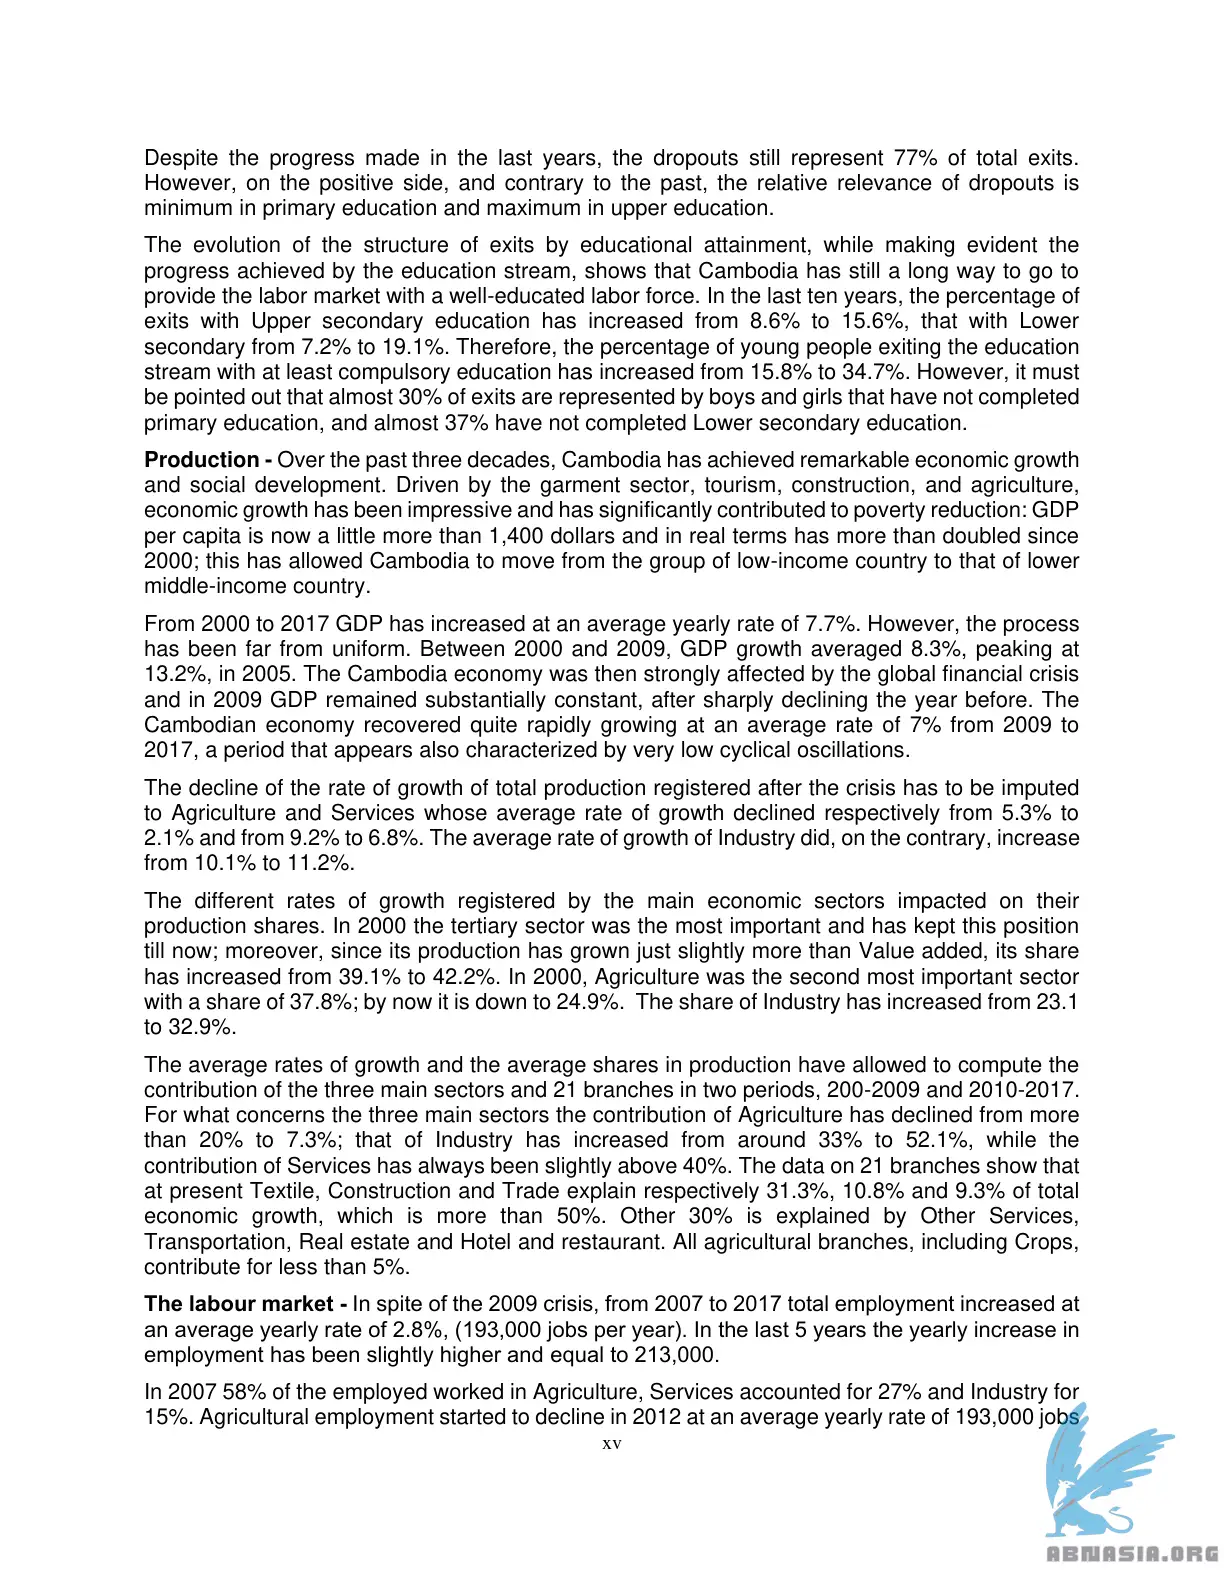 Despite the progress made in the last years, the dropouts still represent 77% of total exits.
However, on the positive side, and contrary to the past, the relative relevance of dropouts is
minimum in primary education and maximum in upper education.
The evolution of the structure of exits by educational attainment, while making evident the
progress achieved by the education stream, shows that Cambodia has still a long way to go to
provide the labor market with a well-educated labor force. In the last ten years, the percentage of
exits with Upper secondary education has increased from 8.6% to 15.6%, that with Lower
secondary from 7.2% to 19.1%. Therefore, the percentage of young people exiting the education
stream with at least compulsory education has increased from 15.8% to 34.7%. However, it must
be pointed out that almost 30% of exits are represented by boys and girls that have not completed
primary education, and almost 37% have not completed Lower secondary education.
Production - Over the past three decades, Cambodia has achieved remarkable economic growth
and social development. Driven by the garment sector, tourism, construction, and agriculture,
economic growth has been impressive and has significantly contributed to poverty reduction: GDP
per capita is now a little more than 1,400 dollars and in real terms has more than doubled since
2000; this has allowed Cambodia to move from the group of low-income country to that of lower
middle-income country.
From 2000 to 2017 GDP has increased at an average yearly rate of 7.7%. However, the process
has been far from uniform. Between 2000 and 2009, GDP growth averaged 8.3%, peaking at
13.2%, in 2005. The Cambodia economy was then strongly affected by the global financial crisis
and in 2009 GDP remained substantially constant, after sharply declining the year before. The
Cambodian economy recovered quite rapidly growing at an average rate of 7% from 2009 to
2017, a period that appears also characterized by very low cyclical oscillations.
The decline of the rate of growth of total production registered after the crisis has to be imputed
to Agriculture and Services whose average rate of growth declined respectively from 5.3% to
2.1% and from 9.2% to 6.8%. The average rate of growth of Industry did, on the contrary, increase
from 10.1% to 11.2%.
The different rates of growth registered by the main economic sectors impacted on their
production shares. In 2000 the tertiary sector was the most important and has kept this position
till now; moreover, since its production has grown just slightly more than Value added, its share
has increased from 39.1% to 42.2%. In 2000, Agriculture was the second most important sector
with a share of 37.8%; by now it is down to 24.9%. The share of Industry has increased from 23.1
to 32.9%.
The average rates of growth and the average shares in production have allowed to compute the
contribution of the three main sectors and 21 branches in two periods, 200-2009 and 2010-2017.
For what concerns the three main sectors the contribution of Agriculture has declined from more
than 20% to 7.3%; that of Industry has increased from around 33% to 52.1%, while the
contribution of Services has always been slightly above 40%. The data on 21 branches show that
at present Textile, Construction and Trade explain respectively 31.3%, 10.8% and 9.3% of total
economic growth, which is more than 50%. Other 30% is explained by Other Services,
Transportation, Real estate and Hotel and restaurant. All agricultural branches, including Crops,
contribute for less than 5%.
The labour market - In spite of the 2009 crisis, from 2007 to 2017 total employment increased at
an average yearly rate of 2.8%, (193,000 jobs per year). In the last 5 years the yearly increase in
employment has been slightly higher and equal to 213,000.
In 2007 58% of the employed worked in Agriculture, Services accounted for 27% and Industry for
15%. Agricultural employment started to decline in 2012 at an average yearly rate of 193,000 jobs
xv
ABNASIA.ORG